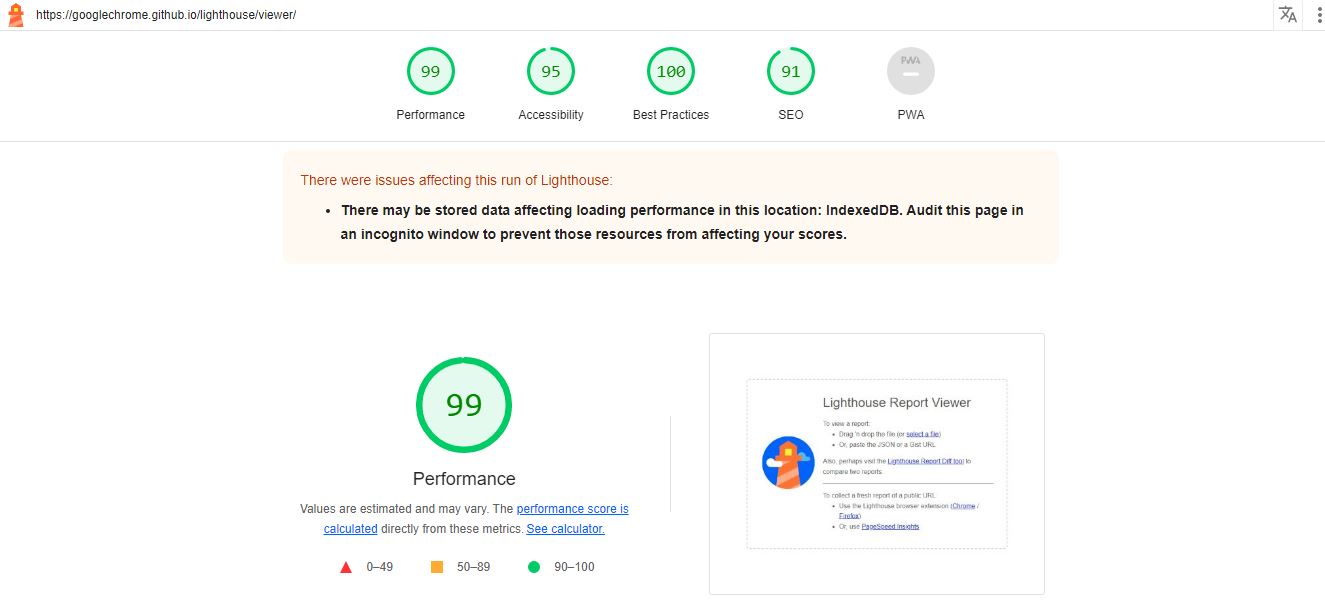 https://googlechrome.github.io/lighthouse/viewer/
99
95
100
91
PWA
Performance
Accessibility
Best Practices
SEO
PWA
There were issues affecting this run of Lighthouse:
There may be stored data affecting loading performance in this location: IndexedDB. Audit this page in
an incognito window to prevent those resources from affecting your scores.
99
Performance
Values are estimated and may vary. The performance score is
calculated directly from these metrics. See calculator.
0–49
50–89
90–100
Lighthouse Report Viewer
To view a report:
Drag 'n drop the file (or select a file)
Or, paste the JSON or a Gist URL
Also, perhaps visit the Lighthouse Report Diff tool to
compare two reports.
To collect a fresh report of a public URL
Use the Lighthouse browser extension (Chrome /
Firefox)
Or, use PageSpeed Insights